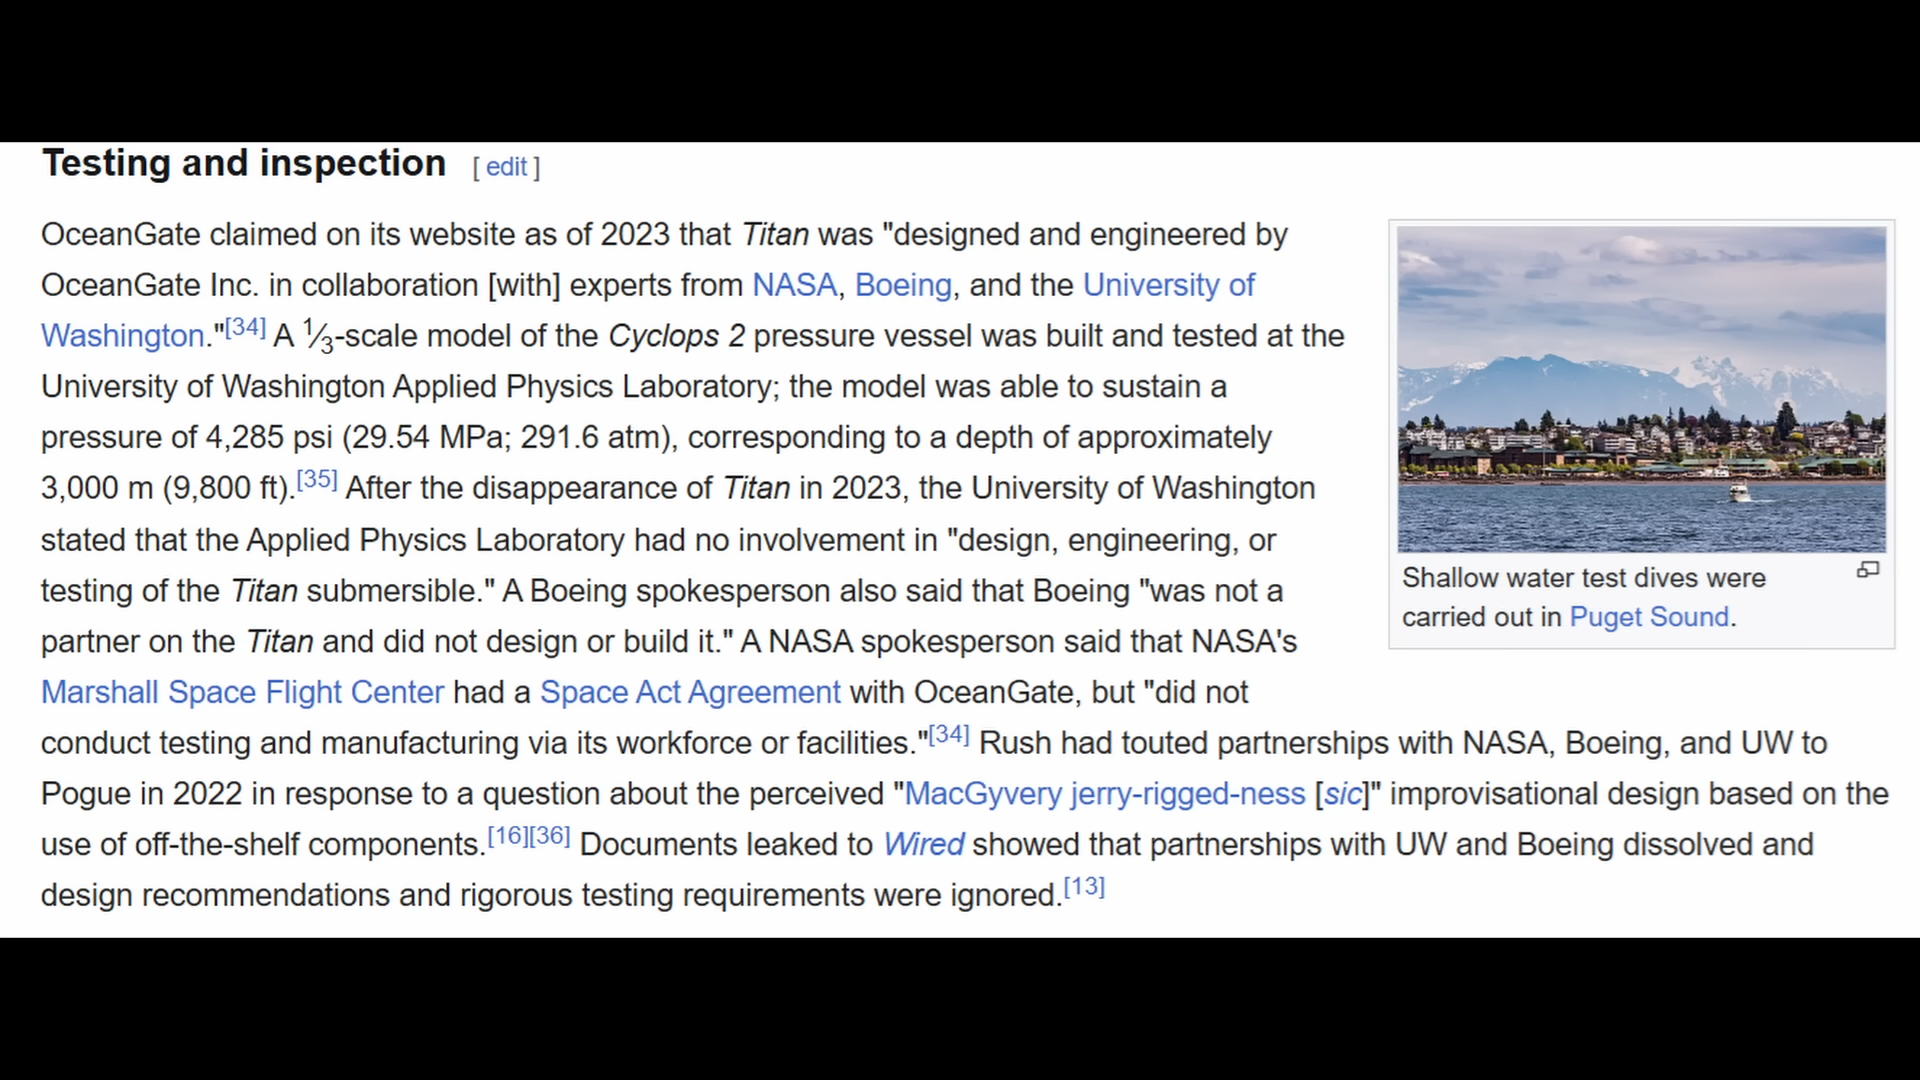 Testing and inspection [ edit ]
OceanGate claimed on its website as of 2023 that Titan was "designed and engineered by
OceanGate Inc. in collaboration [with] experts from NASA, Boeing, and the University of
Washington."[34] A 1⁄3-scale model of the Cyclops 2 pressure vessel was built and tested at the
University of Washington Applied Physics Laboratory; the model was able to sustain a
pressure of 4,285 psi (29.54 MPa; 291.6 atm), corresponding to a depth of approximately
3,000 m (9,800 ft).[35] After the disappearance of Titan in 2023, the University of Washington
stated that the Applied Physics Laboratory had no involvement in "design, engineering, or
testing of the Titan submersible." A Boeing spokesperson also said that Boeing "was not a
partner on the Titan and did not design or build it." A NASA spokesperson said that NASA's
Marshall Space Flight Center had a Space Act Agreement with OceanGate, but "did not
conduct testing and manufacturing via its workforce or facilities."[34] Rush had touted partnerships with NASA, Boeing, and UW to
Pogue in 2022 in response to a question about the perceived "MacGyvery jerry-rigged-ness [sic]" improvisational design based on the
use of off-the-shelf components.[16][36] Documents leaked to Wired showed that partnerships with UW and Boeing dissolved and
design recommendations and rigorous testing requirements were ignored.[13]
Shallow water test dives were
carried out in Puget Sound.